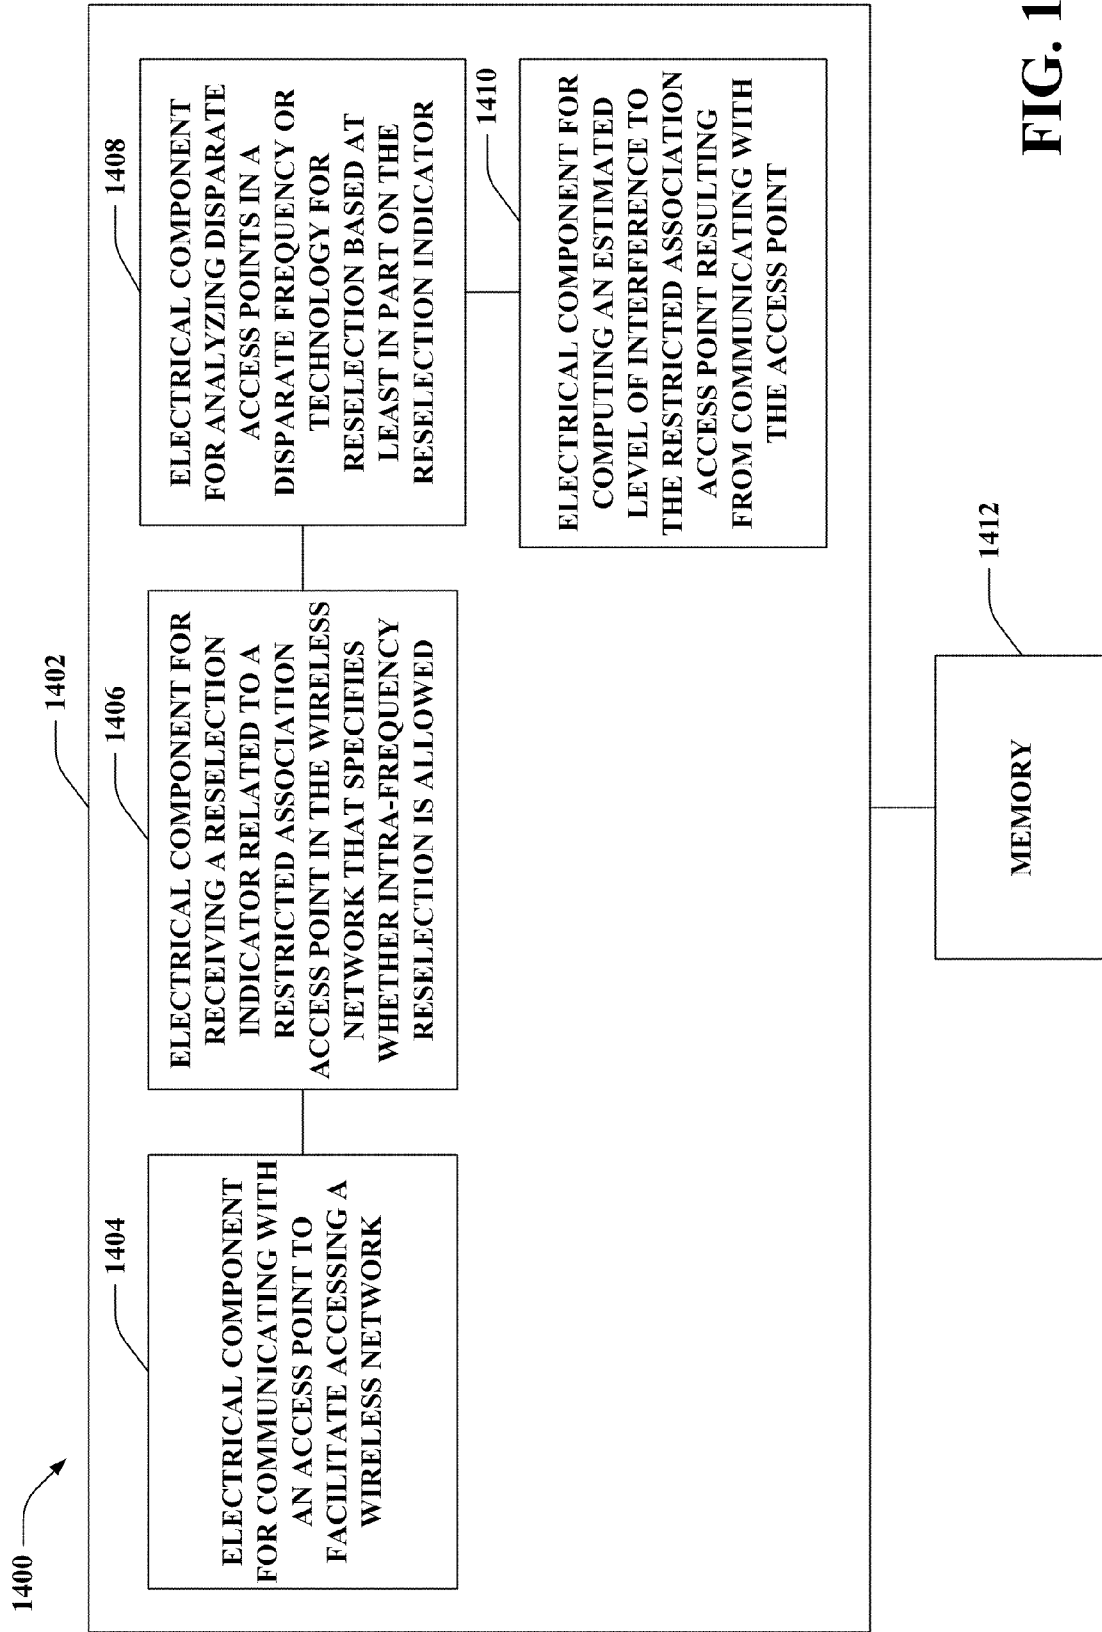 1400
1402
1404
ELECTRICAL COMPONENT
FOR COMMUNICATING WITH
AN ACCESS POINT TO
FACILITATE ACCESSING A
WIRELESS NETWORK
1406
ELECTRICAL COMPONENT FOR
RECEIVING A RESELECTION
INDICATOR RELATED TO A
RESTRICTED ASSOCIATION
ACCESS POINT IN THE WIRELESS
NETWORK THAT SPECIFIES
WHETHER INTRA-FREQUENCY
RESELECTION IS ALLOWED
1408
ELECTRICAL COMPONENT
FOR ANALYZING DISPARATE
ACCESS POINTS IN A
DISPARATE FREQUENCY OR
TECHNOLOGY FOR
RESELECTION BASED AT
LEAST IN PART ON THE
RESELECTION INDICATOR
1410
ELECTRICAL COMPONENT FOR
COMPUTING AN ESTIMATED
LEVEL OF INTERFERENCE TO
THE RESTRICTED ASSOCIATION
ACCESS POINT RESULTING
FROM COMMUNICATING WITH
THE ACCESS POINT
1412
MEMORY
FIG. 1